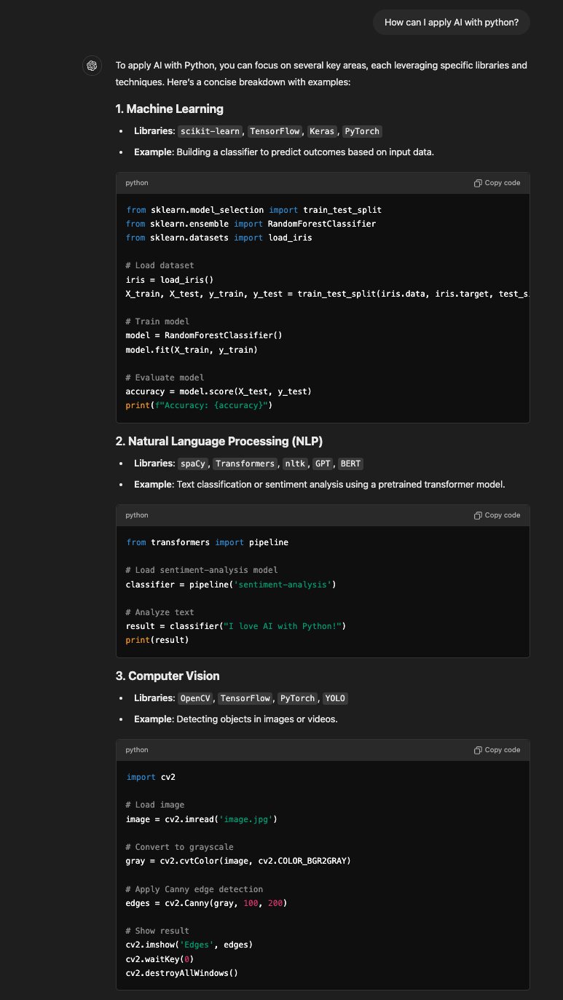 How can I apply AI with python?
To apply AI with Python, you can focus on several key areas, each leveraging specific libraries and
techniques. Here's a concise breakdown with examples:
1. Machine Learning
• Libraries: scikit-learn, TensorFlow, Keras, PyTorch
• Example: Building a classifier to predict outcomes based on input data.
python Copy code
from sklearn.model_selection import train_test_split
from sklearn.ensemble import RandomForestClassifier
from sklearn.datasets import load_iris
# Load dataset
iris = load_iris()
X_train, X_test, y_train, y_test = train_test_split(iris.data, iris.target, test_s
# Train model
model = RandomForestClassifier()
model.fit(X_train, y_train)
# Evaluate model
accuracy = model.score(X_test, y_test)
print(f"Accuracy: {accuracy}")
2. Natural Language Processing (NLP)
• Libraries: spaCy, Transformers, nltk, GPT, BERT
• Example: Text classification or sentiment analysis using a pretrained transformer model.
python Copy code
from transformers import pipeline
# Load sentiment-analysis model
classifier = pipeline('sentiment-analysis')
# Analyze text
result = classifier("I love AI with Python!")
print(result)
3. Computer Vision
• Libraries: OpenCV, TensorFlow, PyTorch, YOLO
• Example: Detecting objects in images or videos.
python Copy code
import cv2
# Load image
image = cv2.imread('image.jpg')
# Convert to grayscale
gray = cv2.cvtColor(image, cv2.COLOR_BGR2GRAY)
# Apply Canny edge detection
edges = cv2.Canny(gray, 100, 200)
# Show result
cv2.imshow('Edges', edges)
cv2.waitKey(0)
cv2.destroyAllWindows()